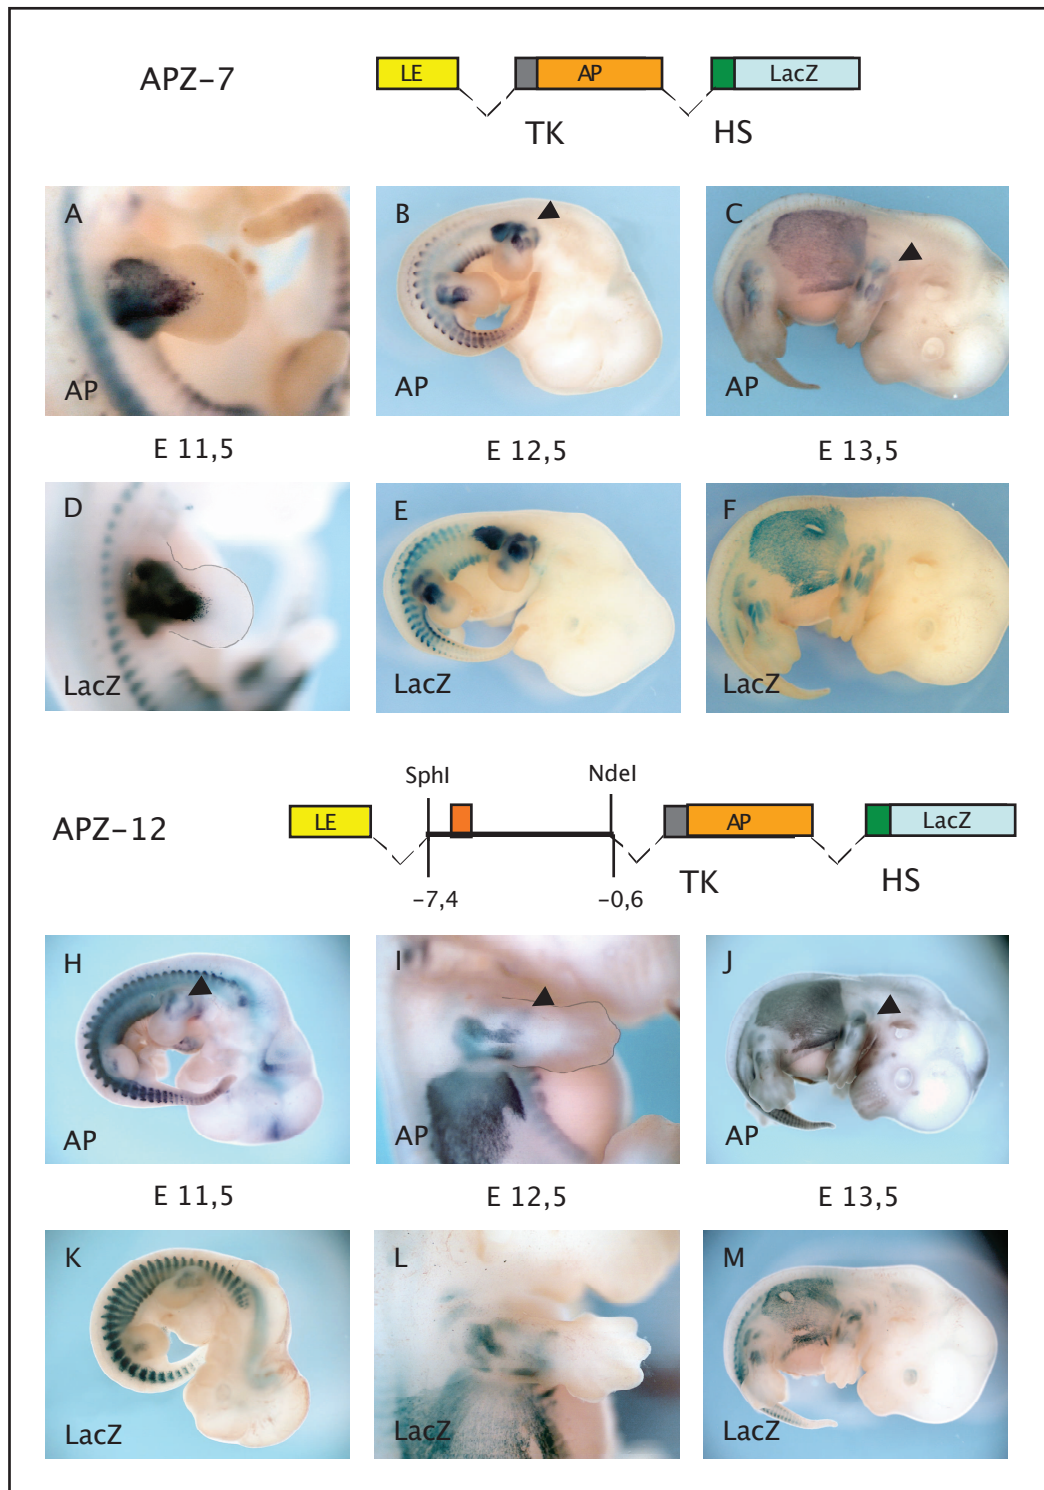 APZ-7
LE AP LacZ
TK HS
A B C
AP AP AP
E 11,5 E 12,5 E 13,5
D E F
LacZ LacZ LacZ
SphI NdeI
APZ-12
LE AP LacZ
-7,4 -0,6 TK HS
H I J
AP AP AP
E 11,5 E 12,5 E 13,5
K L M
LacZ LacZ LacZ